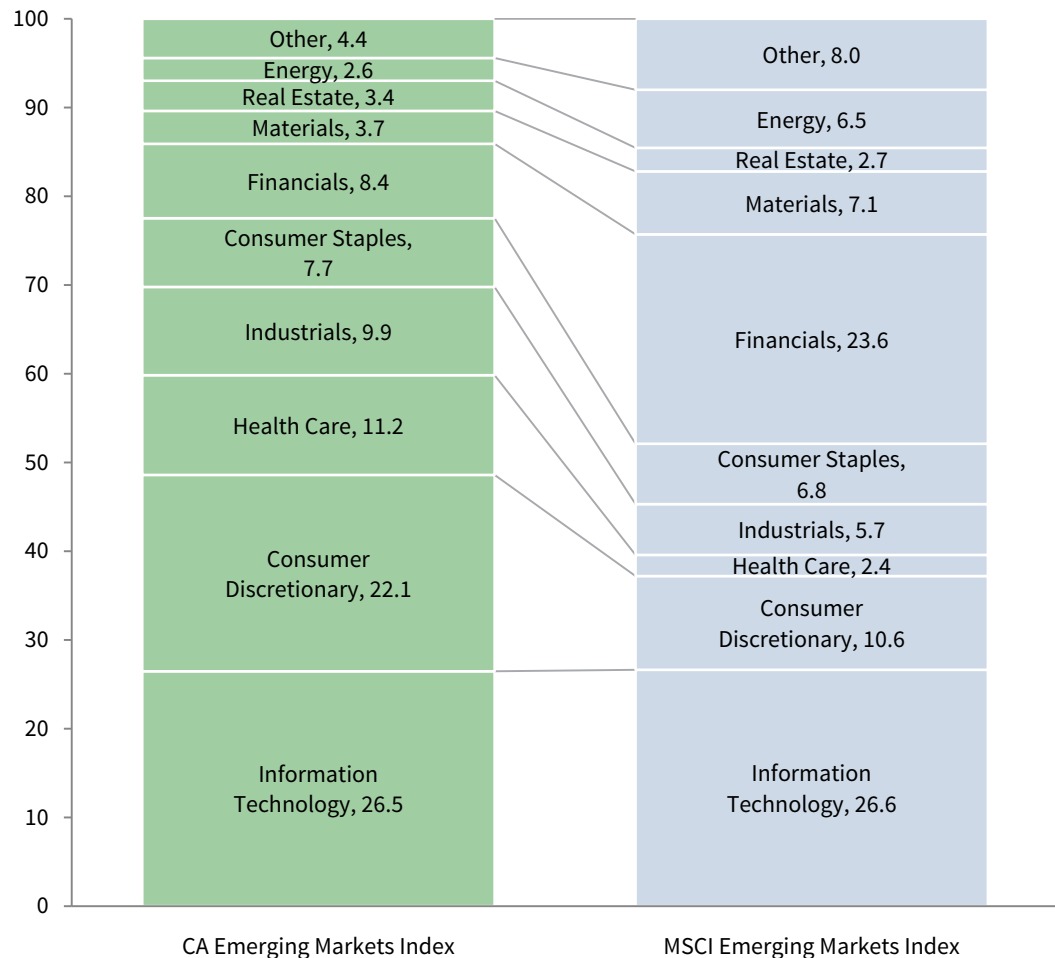 100
90
80
70
60
50
40
30
20
10
0
Other, 4.4
Energy, 2.6
Real Estate, 3.4
Materials, 3.7
Financials, 8.4
Consumer Staples,
7.7
Industrials, 9.9
Health Care, 11.2
Consumer
Discretionary, 22.1
Information
Technology, 26.5
Other, 8.0
Energy, 6.5
Real Estate, 2.7
Materials, 7.1
Financials, 23.6
Consumer Staples,
6.8
Industrials, 5.7
Health Care, 2.4
Consumer
Discretionary, 10.6
Information
Technology, 26.6
CA Emerging Markets Index
MSCI Emerging Markets Index